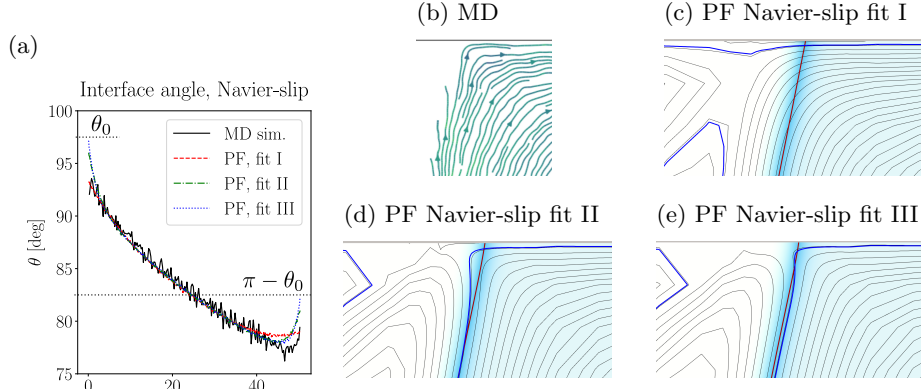 (a)
Interface angle, Navier-slip
100
95
90
85
80
75
θ [deg]
0
20
40
θ₀
π − θ₀
MD sim.
PF, fit I
PF, fit II
PF, fit III
(b) MD
(c) PF Navier-slip fit I
(d) PF Navier-slip fit II
(e) PF Navier-slip fit III